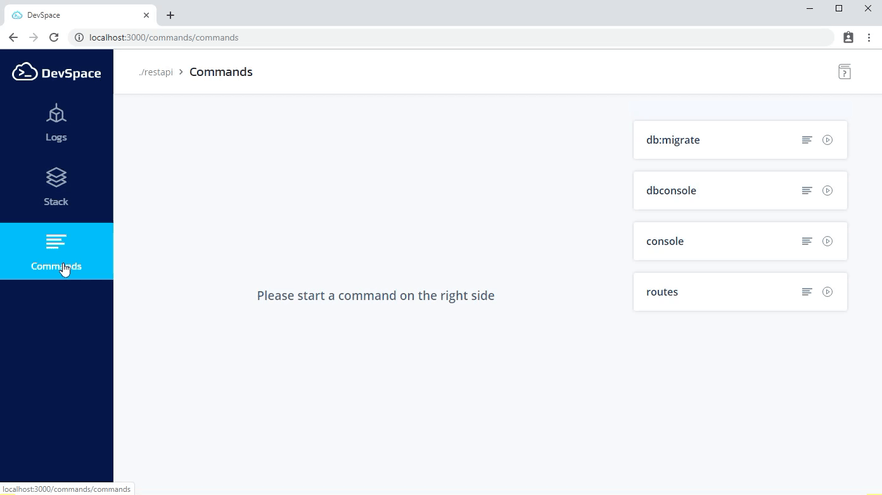 DevSpace
localhost:3000/commands/commands
DevSpace
./restapi > Commands
Logs
Stack
Commands
db:migrate
dbconsole
console
routes
Please start a command on the right side
localhost:3000/commands/commands